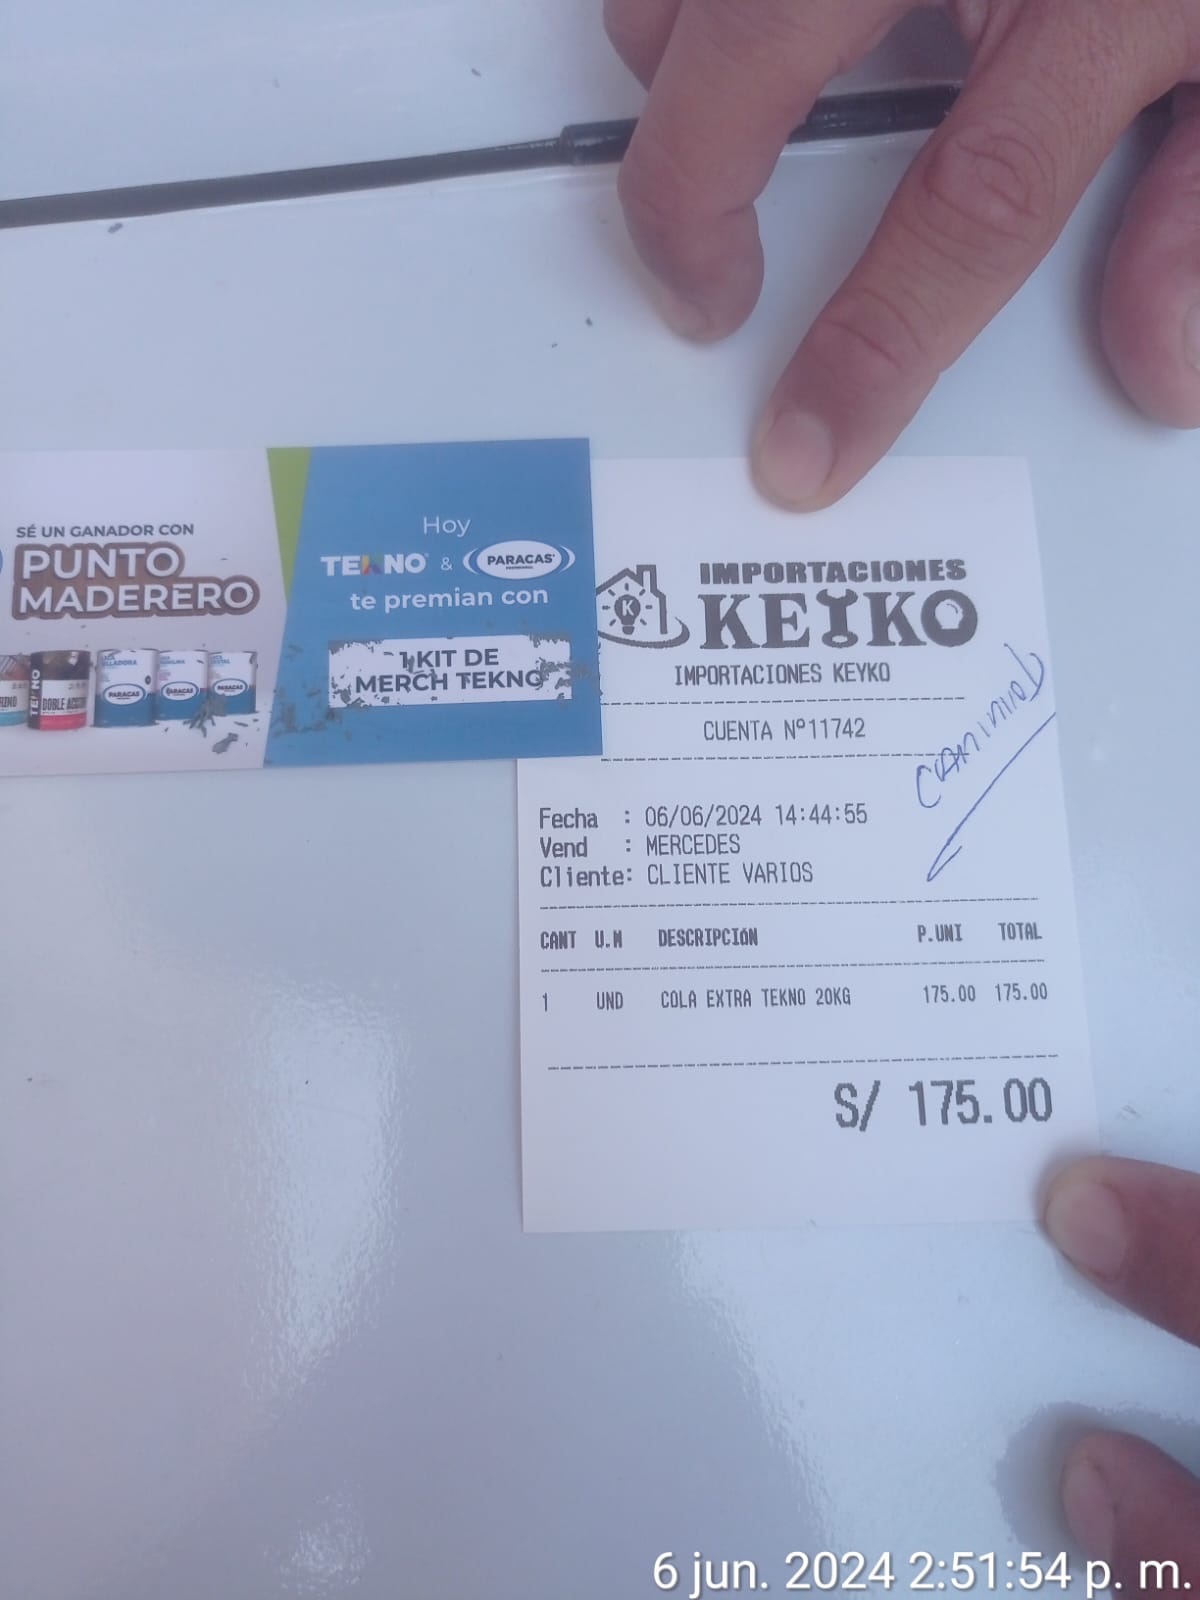 SÉ UN GANADOR CON
PUNTO
MADERERO
TEKNO
DOBLE ACCIÓN
PARACAS
PARACAS
PARACAS
Hoy
TEKNO & PARACAS
te premian con
1 KIT DE
MERCH TEKNO
K
IMPORTACIONES
KEYKO
IMPORTACIONES KEYKO
CUENTA Nº11742
Fecha : 06/06/2024 14:44:55
Vend : MERCEDES
Cliente: CLIENTE VARIOS
CANT U.M DESCRIPCIÓN P.UNI TOTAL
1 UND COLA EXTRA TEKNO 20KG 175.00 175.00
S/ 175.00
6 jun. 2024 2:51:54 p. m.